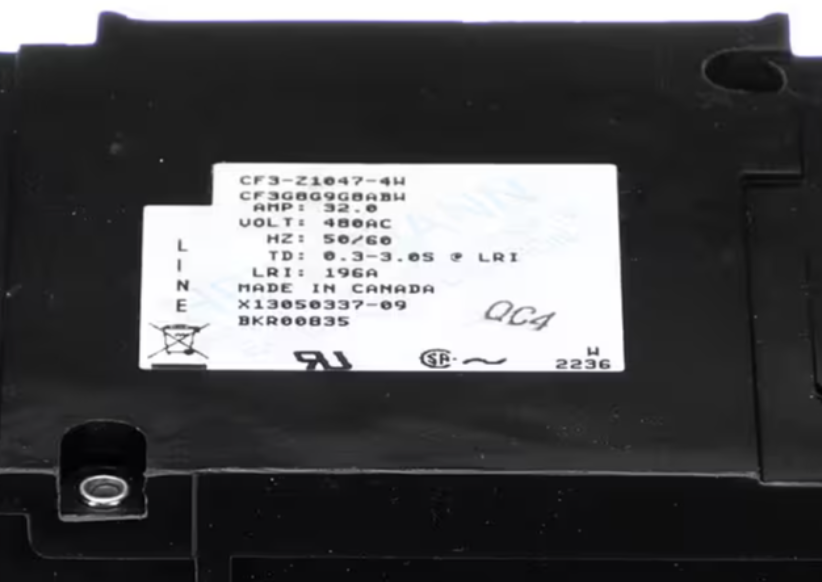 CF3-Z1047-4W
CF3G8G9G8ABW
AMP: 32.0
VOLT: 480AC
HZ: 50/60
TD: 0.3-3.0S @ LRI
LRI: 196A
MADE IN CANADA
X13050337-09
BKR00835
LINE
QC4
W
2236